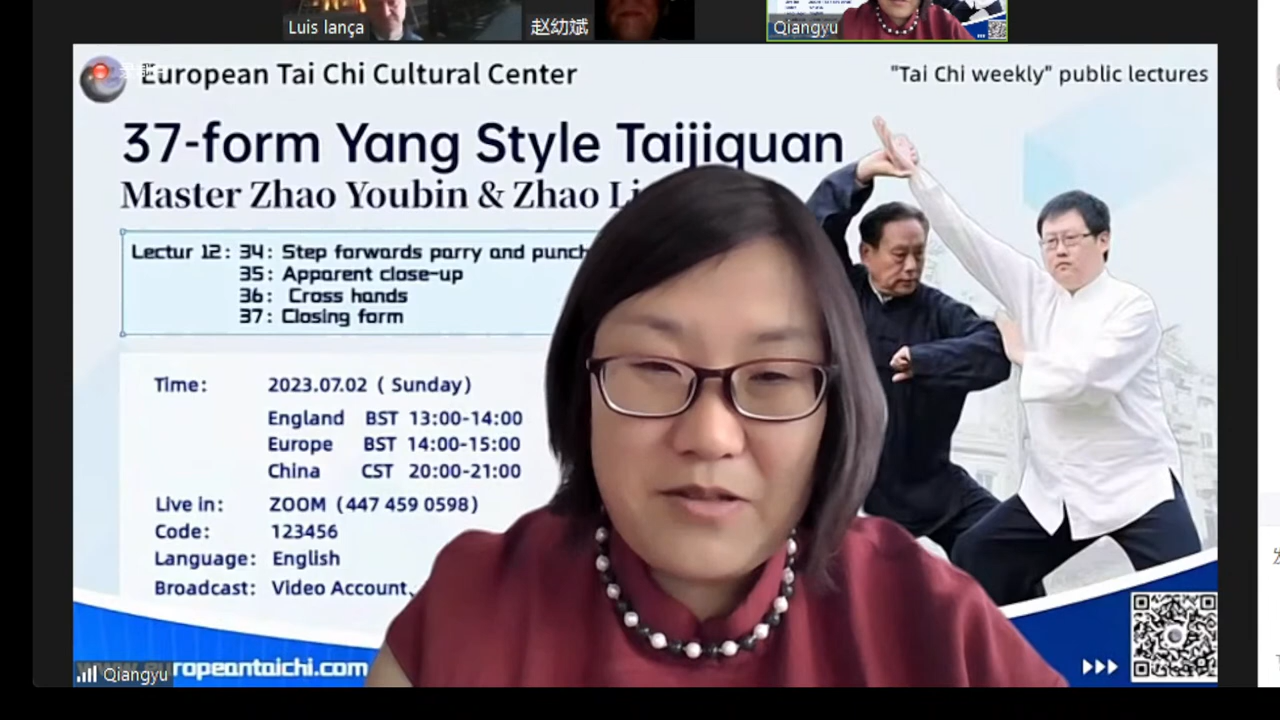 Luis lança
赵幼斌
Qiangyu
European Tai Chi Cultural Center
"Tai Chi weekly" public lectures
37-form Yang Style Taijiquan
Master Zhao Youbin & Zhao Li
Lectur 12: 34: Step forwards parry and punch
35: Apparent close-up
36: Cross hands
37: Closing form
Time: 2023.07.02 ( Sunday)
England BST 13:00-14:00
Europe BST 14:00-15:00
China CST 20:00-21:00
Live in: ZOOM (447 459 0598)
Code: 123456
Language: English
Broadcast: Video Account、
ropeantaichi.com
Qiangyu